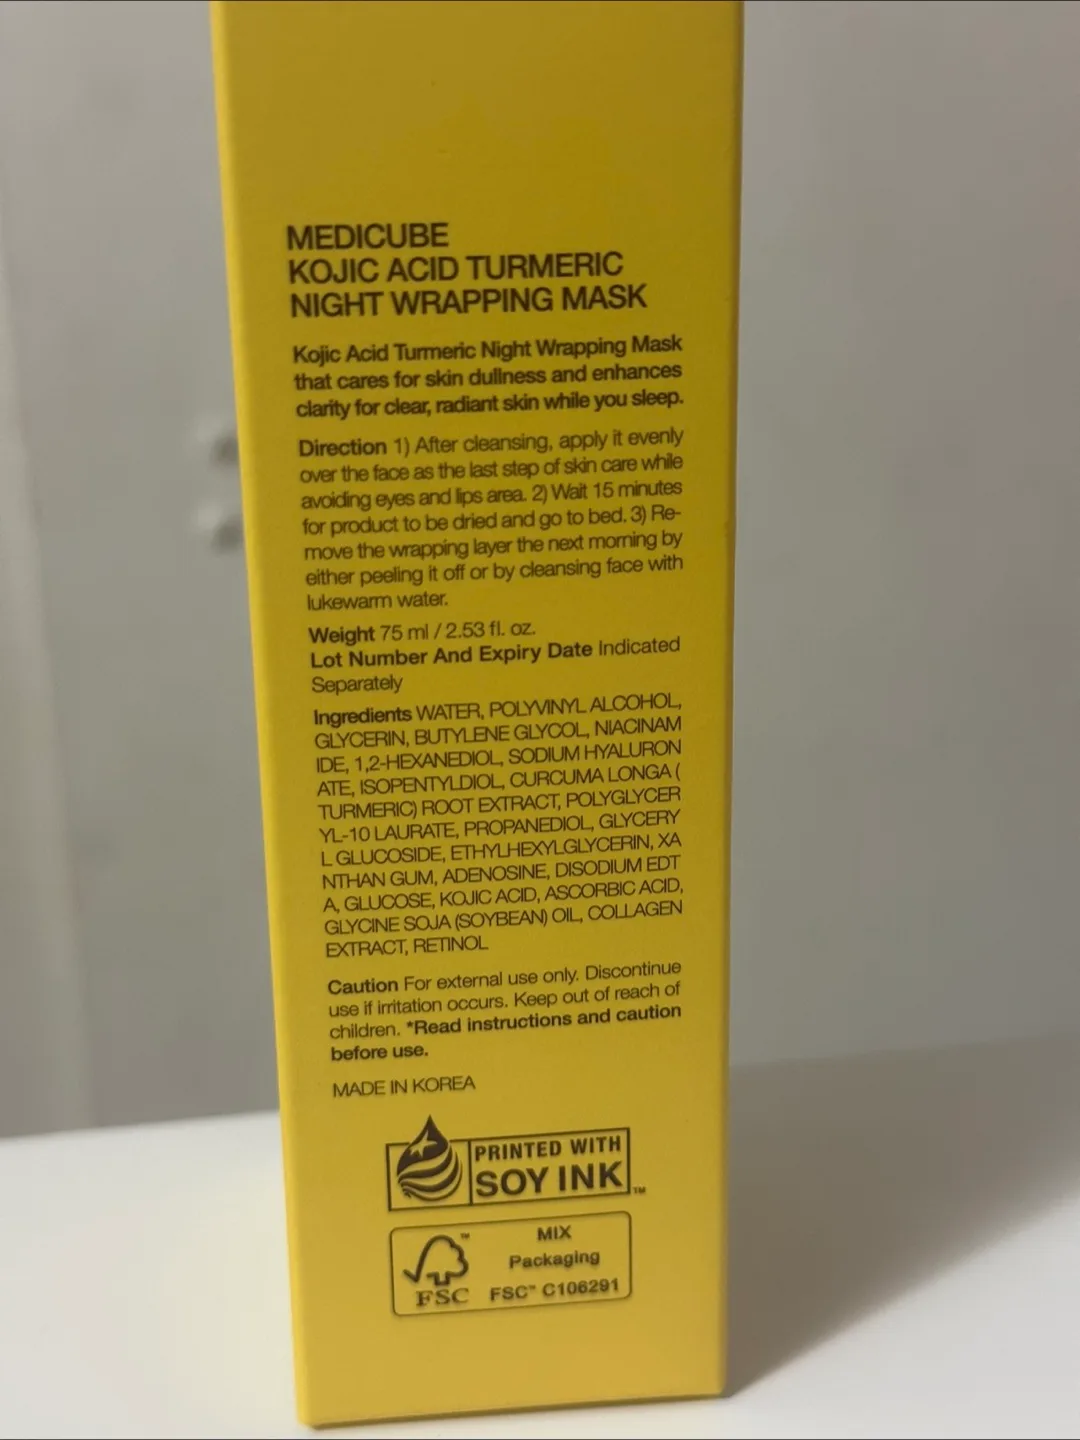 MEDICUBE
KOJIC ACID TURMERIC
NIGHT WRAPPING MASK
Kojic Acid Turmeric Night Wrapping Mask
that cares for skin dullness and enhances
clarity for clear, radiant skin while you sleep.
Direction 1) After cleansing, apply it evenly
over the face as the last step of skin care while
avoiding eyes and lips area. 2) Wait 15 minutes
for product to be dried and go to bed. 3) Re-
move the wrapping layer the next morning by
either peeling it off or by cleansing face with
lukewarm water.
Weight 75 ml / 2.53 fl. oz.
Lot Number And Expiry Date Indicated
Separately
Ingredients WATER, POLYVINYL ALCOHOL,
GLYCERIN, BUTYLENE GLYCOL, NIACINAM
IDE, 1,2-HEXANEDIOL, SODIUM HYALURON
ATE, ISOPENTYLDIOL, CURCUMA LONGA (
TURMERIC) ROOT EXTRACT, POLYGLYCER
YL-10 LAURATE, PROPANEDIOL, GLYCERY
L GLUCOSIDE, ETHYLHEXYLGLYCERIN, XA
NTHAN GUM, ADENOSINE, DISODIUM EDT
A, GLUCOSE, KOJIC ACID, ASCORBIC ACID,
GLYCINE SOJA (SOYBEAN) OIL, COLLAGEN
EXTRACT, RETINOL
Caution For external use only. Discontinue
use if irritation occurs. Keep out of reach of
children. *Read instructions and caution
before use.
MADE IN KOREA
PRINTED WITH
SOY INK™
MIX
Packaging
FSC™ C106291
™
FSC